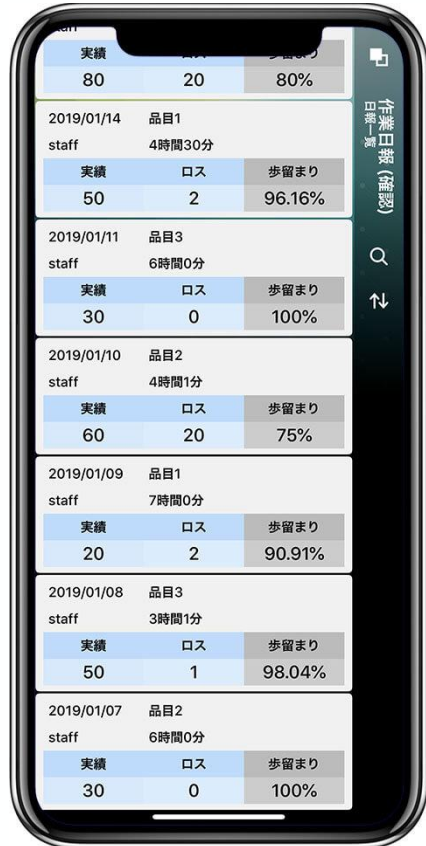 実績
80 20 80%
2019/01/14 品目1
staff 4時間30分
実績 ロス 歩留まり
50 2 96.16%
2019/01/11 品目3
staff 6時間0分
実績 ロス 歩留まり
30 0 100%
2019/01/10 品目2
staff 4時間1分
実績 ロス 歩留まり
60 20 75%
2019/01/09 品目1
staff 7時間0分
実績 ロス 歩留まり
20 2 90.91%
2019/01/08 品目3
staff 3時間1分
実績 ロス 歩留まり
50 1 98.04%
2019/01/07 品目2
staff 6時間0分
実績 ロス 歩留まり
30 0 100%
作業日報 (確認)
日報一覧